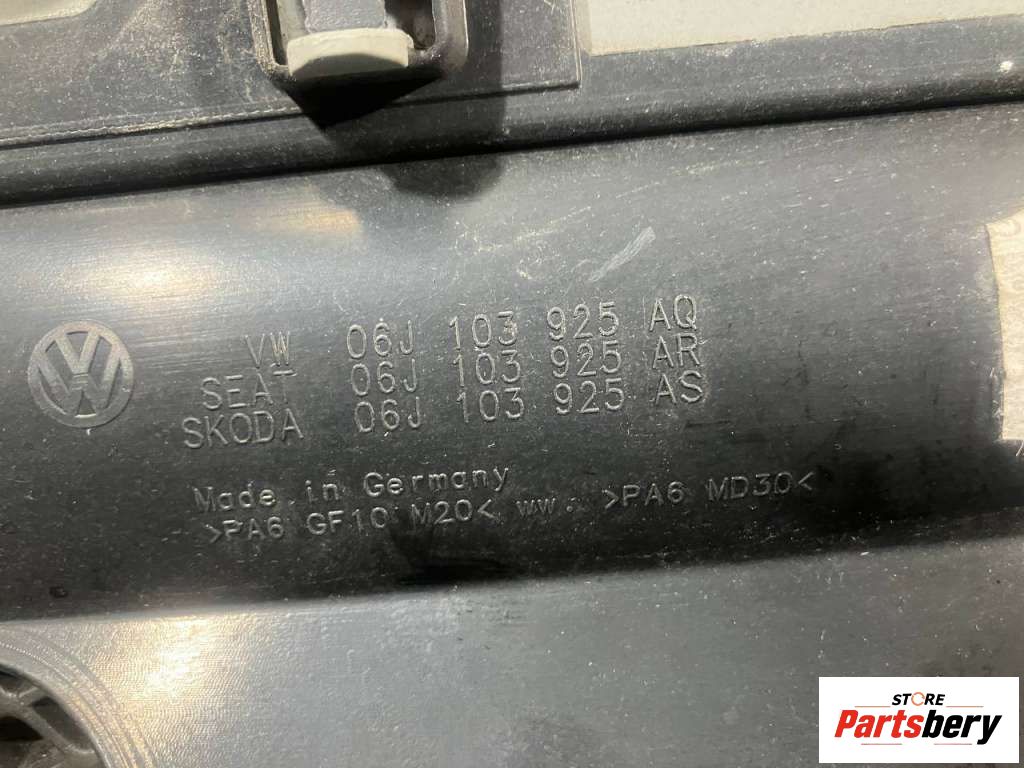 VW 06J 103 925 AQ
SEAT 06J 103 925 AR
SKODA 06J 103 925 AS
Made in Germany
>PA6 GF10 M20< ww. >PA6 MD30<
STORE
Partsbery